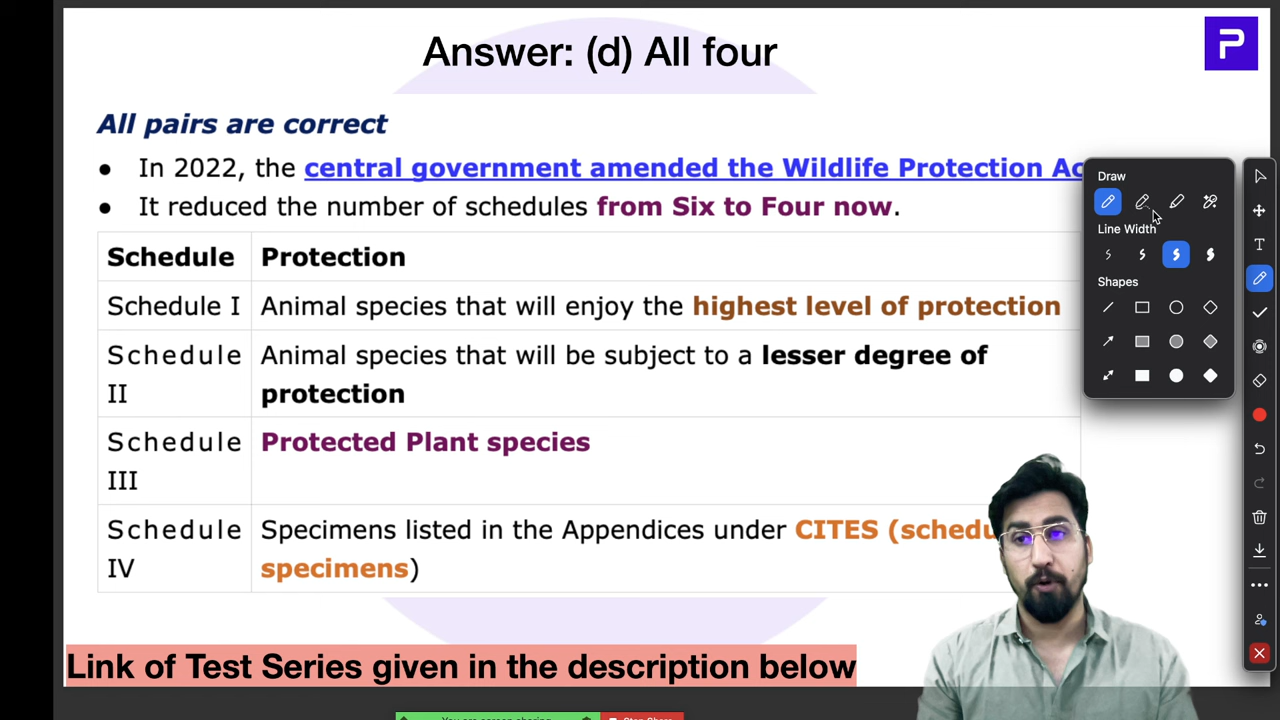 Answer: (d) All four
P
All pairs are correct
• In 2022, the central government amended the Wildlife Protection
• It reduced the number of schedules from Six to Four now.
Schedule Protection
Schedule I Animal species that will enjoy the highest level of protection
Schedule Animal species that will be subject to a lesser degree of
II protection
Schedule Protected Plant species
III
Schedule Specimens listed in the Appendices under CITES
IV specimens)
Draw
Line Width
Shapes
T
Link of Test Series given in the description below